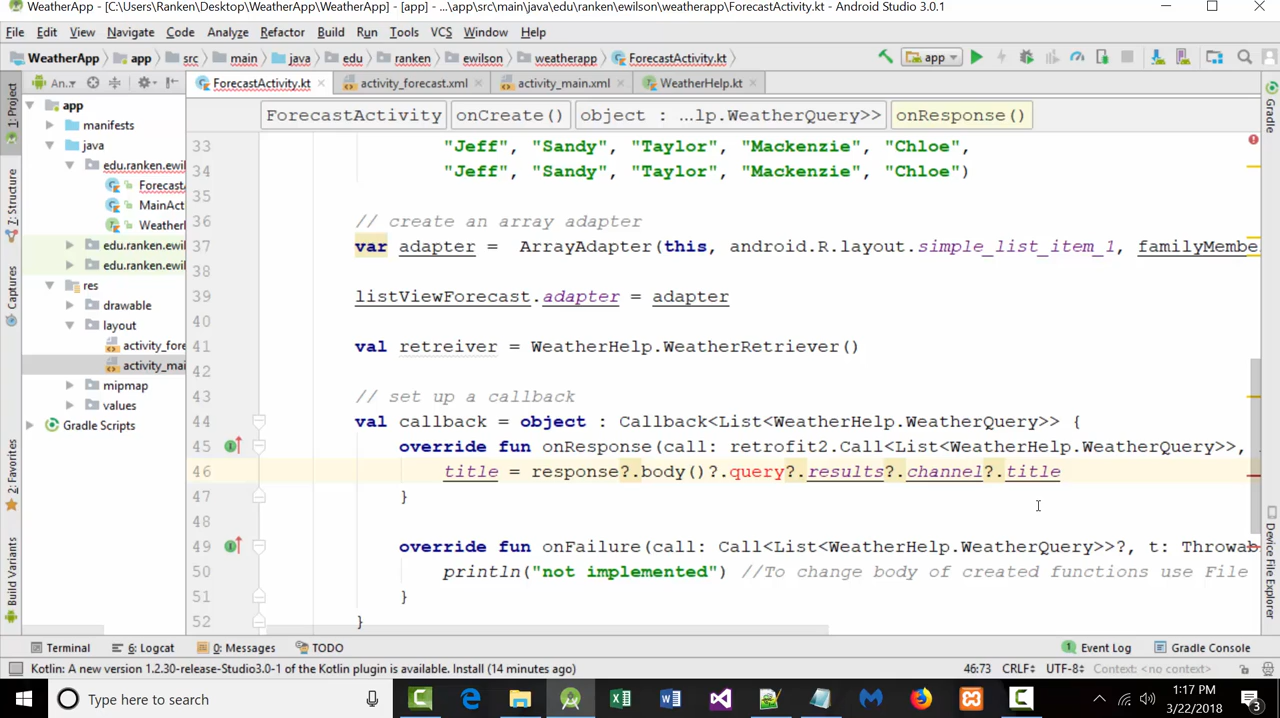 WeatherApp - [C:\Users\Ranken\Desktop\WeatherApp\WeatherApp] - [app] - ...\app\src\main\java\edu\ranken\ewilson\weatherapp\ForecastActivity.kt - Android Studio 3.0.1
File Edit View Navigate Code Analyze Refactor Build Run Tools VCS Window Help
WeatherApp app src main java edu ranken ewilson weatherapp ForecastActivity.kt app
An... ForecastActivity.kt activity_forecast.xml activity_main.xml WeatherHelp.kt
ForecastActivity onCreate() object : ...lp.WeatherQuery>> onResponse()
1: Project
7: Structure
Captures
2: Favorites
Build Variants
app
manifests
java
edu.ranken.ewil
Forecast
MainAct
WeatherI
edu.ranken.ewil
edu.ranken.ewil
res
drawable
layout
activity_fore
activity_mai
mipmap
values
Gradle Scripts
33 "Jeff", "Sandy", "Taylor", "Mackenzie", "Chloe",
34 "Jeff", "Sandy", "Taylor", "Mackenzie", "Chloe")
35
36 // create an array adapter
37 var adapter = ArrayAdapter(this, android.R.layout.simple_list_item_1, familyMembe
38
39 listViewForecast.adapter = adapter
40
41 val retreiver = WeatherHelp.WeatherRetriever()
42
43 // set up a callback
44 val callback = object : Callback<List<WeatherHelp.WeatherQuery>> {
45 override fun onResponse(call: retrofit2.Call<List<WeatherHelp.WeatherQuery>>,
46 title = response?.body()?.query?.results?.channel?.title
47 }
48
49 override fun onFailure(call: Call<List<WeatherHelp.WeatherQuery>>?, t: Throwab
50 println("not implemented") //To change body of created functions use File
51 }
52 }
Gradle
Device File Explorer
Terminal 6: Logcat 0: Messages TODO 1 Event Log Gradle Console
Kotlin: A new version 1.2.30-release-Studio3.0-1 of the Kotlin plugin is available. Install (14 minutes ago) 46:73 CRLF÷ UTF-8÷ Context: <no context>
Type here to search
1:17 PM
3/22/2018
3